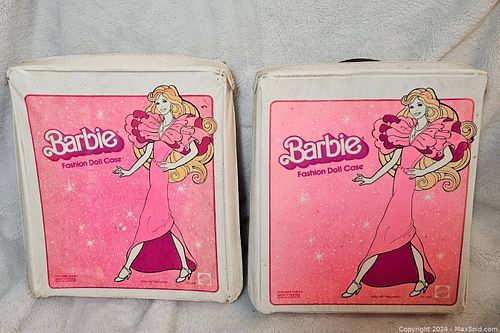 Barbie
Fashion Doll Case
Barbie
Fashion Doll Case
Copyright © 2024 - MaxSold.com